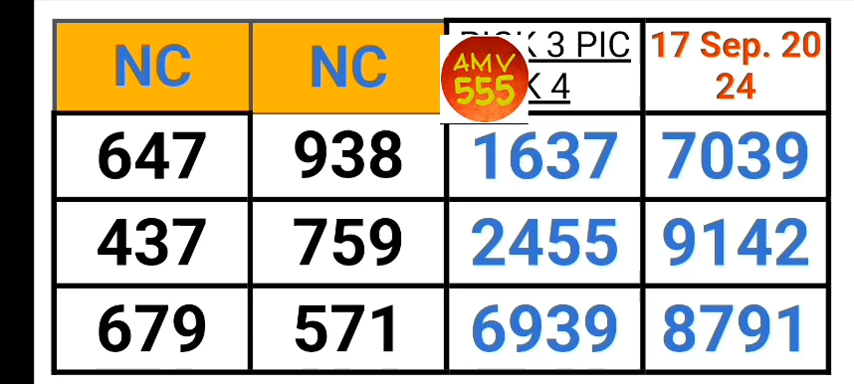 NC NC 3 PIC 17 Sep. 20
K 4 24
4MV
555
647 938 1637 7039
437 759 2455 9142
679 571 6939 8791